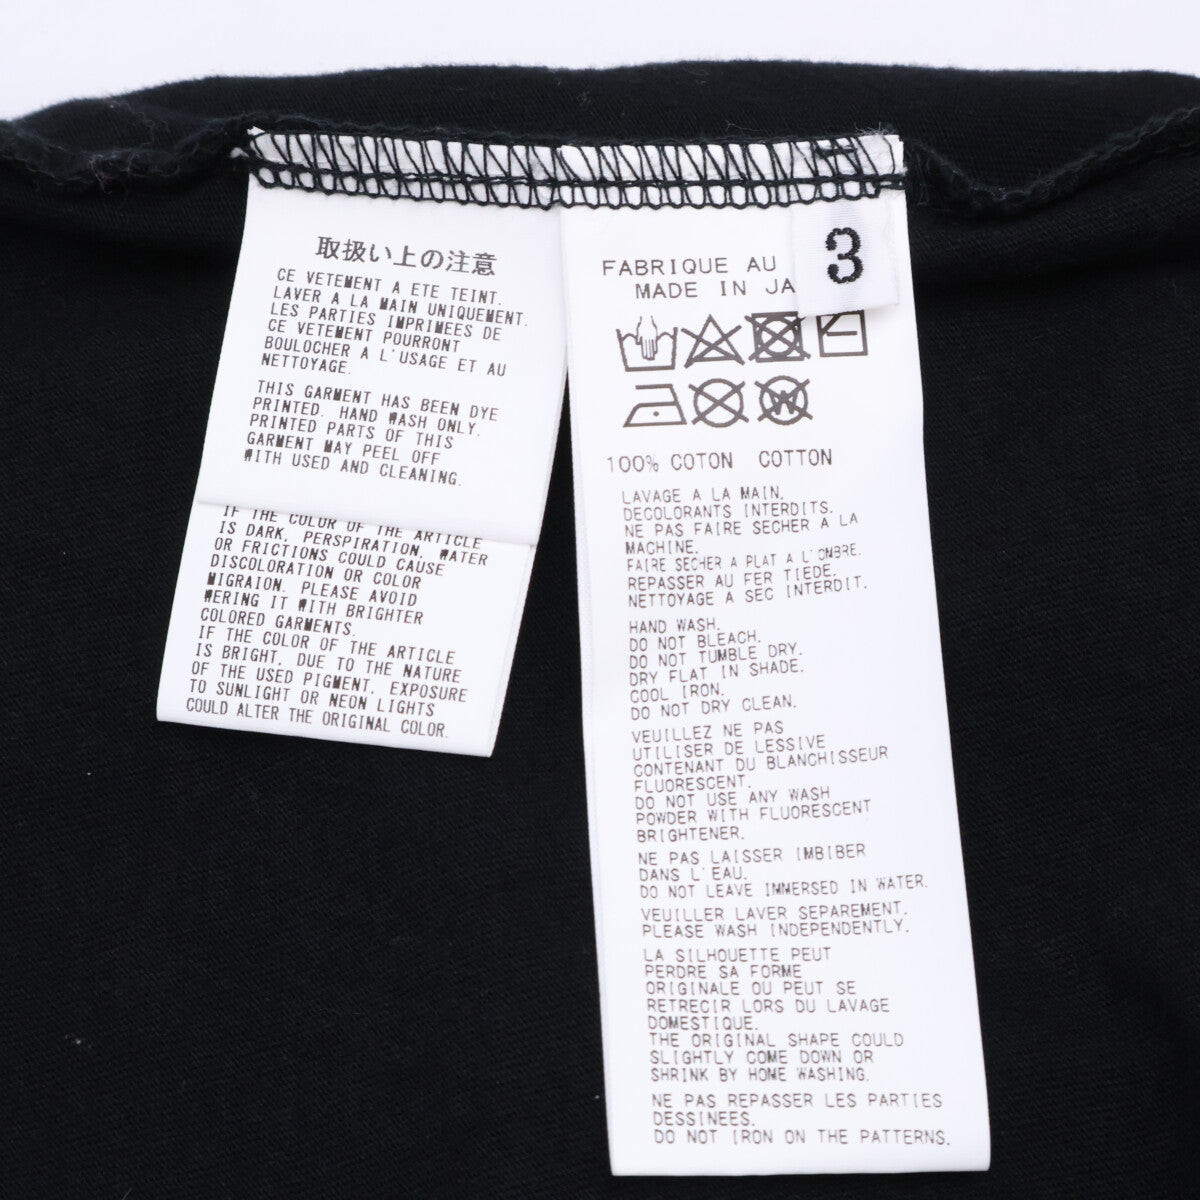 取扱い上の注意
CE VETEMENT A ETE TEINT.
LAVER A LA MAIN UNIQUEMENT.
LES PARTIES IMPRIMEES DE
CE VETEMENT POURRONT
BOULOCHER A L'USAGE ET AU
NETTOYAGE.
THIS GARMENT HAS BEEN DYE
PRINTED. HAND WASH ONLY.
PRINTED PARTS OF THIS
GARMENT MAY PEEL OFF
WITH USED AND CLEANING.
IF THE COLOR OF THE ARTICLE
IS DARK, PERSPIRATION, WATER
OR FRICTIONS COULD CAUSE
DISCOLORATION OR COLOR
MIGRAION. PLEASE AVOID
WERING IT WITH BRIGHTER
COLORED GARMENTS.
IF THE COLOR OF THE ARTICLE
IS BRIGHT, DUE TO THE NATURE
OF THE USED PIGMENT, EXPOSURE
TO SUNLIGHT OR NEON LIGHTS
COULD ALTER THE ORIGINAL COLOR.
3
FABRIQUE AU
MADE IN JA
W
100% COTON COTTON
LAVAGE A LA MAIN.
DECOLORANTS INTERDITS.
NE PAS FAIRE SECHER A LA
MACHINE.
FAIRE SECHER A PLAT A L'OMBRE.
REPASSER AU FER TIEDE.
NETTOYAGE A SEC INTERDIT.
HAND WASH.
DO NOT BLEACH.
DO NOT TUMBLE DRY.
DRY FLAT IN SHADE.
COOL IRON.
DO NOT DRY CLEAN.
VEUILLEZ NE PAS
UTILISER DE LESSIVE
CONTENANT DU BLANCHISSEUR
FLUORESCENT.
DO NOT USE ANY WASH
POWDER WITH FLUORESCENT
BRIGHTENER.
NE PAS LAISSER IMBIBER
DANS L'EAU.
DO NOT LEAVE IMMERSED IN WATER.
VEUILLER LAVER SEPAREMENT.
PLEASE WASH INDEPENDENTLY.
LA SILHOUETTE PEUT
PERDRE SA FORME
ORIGINALE OU PEUT SE
RETRECIR LORS DU LAVAGE
DOMESTIQUE.
THE ORIGINAL SHAPE COULD
SLIGHTLY COME DOWN OR
SHRINK BY HOME WASHING.
NE PAS REPASSER LES PARTIES
DESSINEES.
DO NOT IRON ON THE PATTERNS.